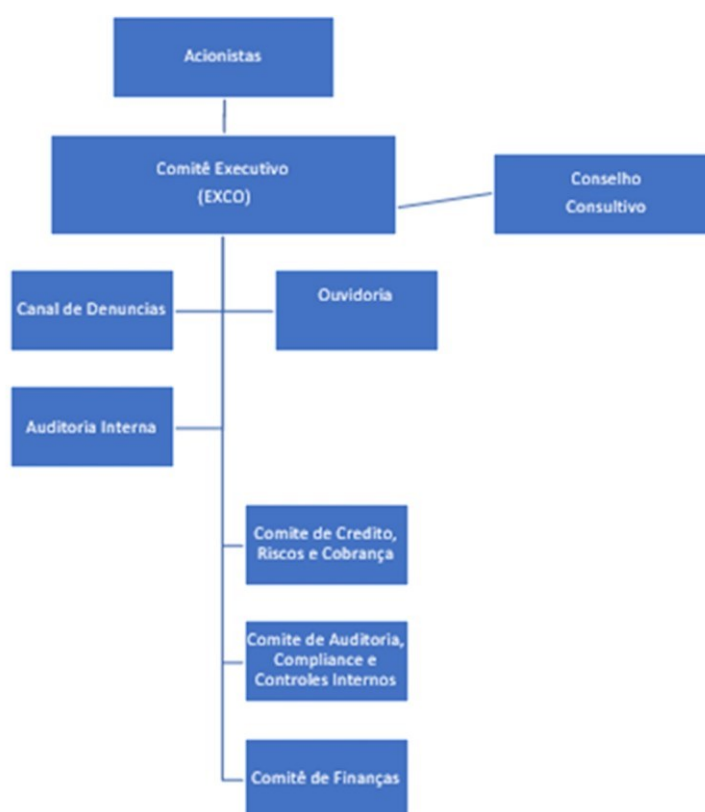 Acionistas
Comitê Executivo
(EXCO)
Conselho
Consultivo
Canal de Denuncias
Ouvidoria
Auditoria Interna
Comite de Credito,
Riscos e Cobrança
Comite de Auditoria,
Compliance e
Controles Internos
Comitê de Finanças